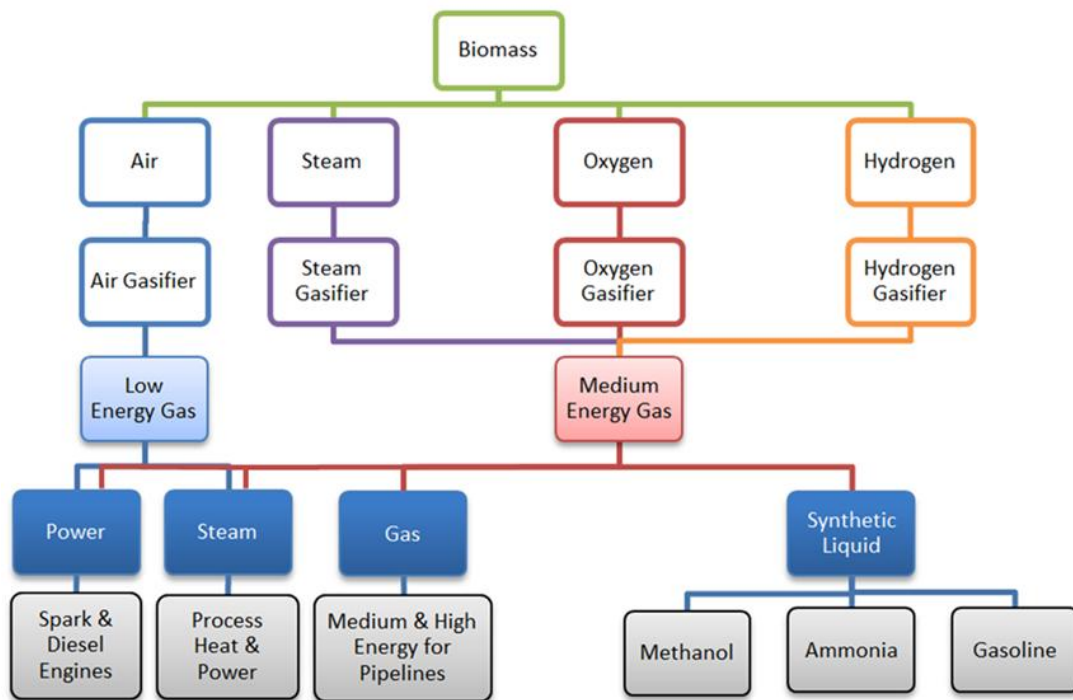 Biomass
Air
Steam
Oxygen
Hydrogen
Air Gasifier
Steam
Gasifier
Oxygen
Gasifier
Hydrogen
Gasifier
Low
Energy Gas
Medium
Energy Gas
Power
Steam
Gas
Synthetic
Liquid
Spark &
Diesel
Engines
Process
Heat &
Power
Medium & High
Energy for
Pipelines
Methanol
Ammonia
Gasoline